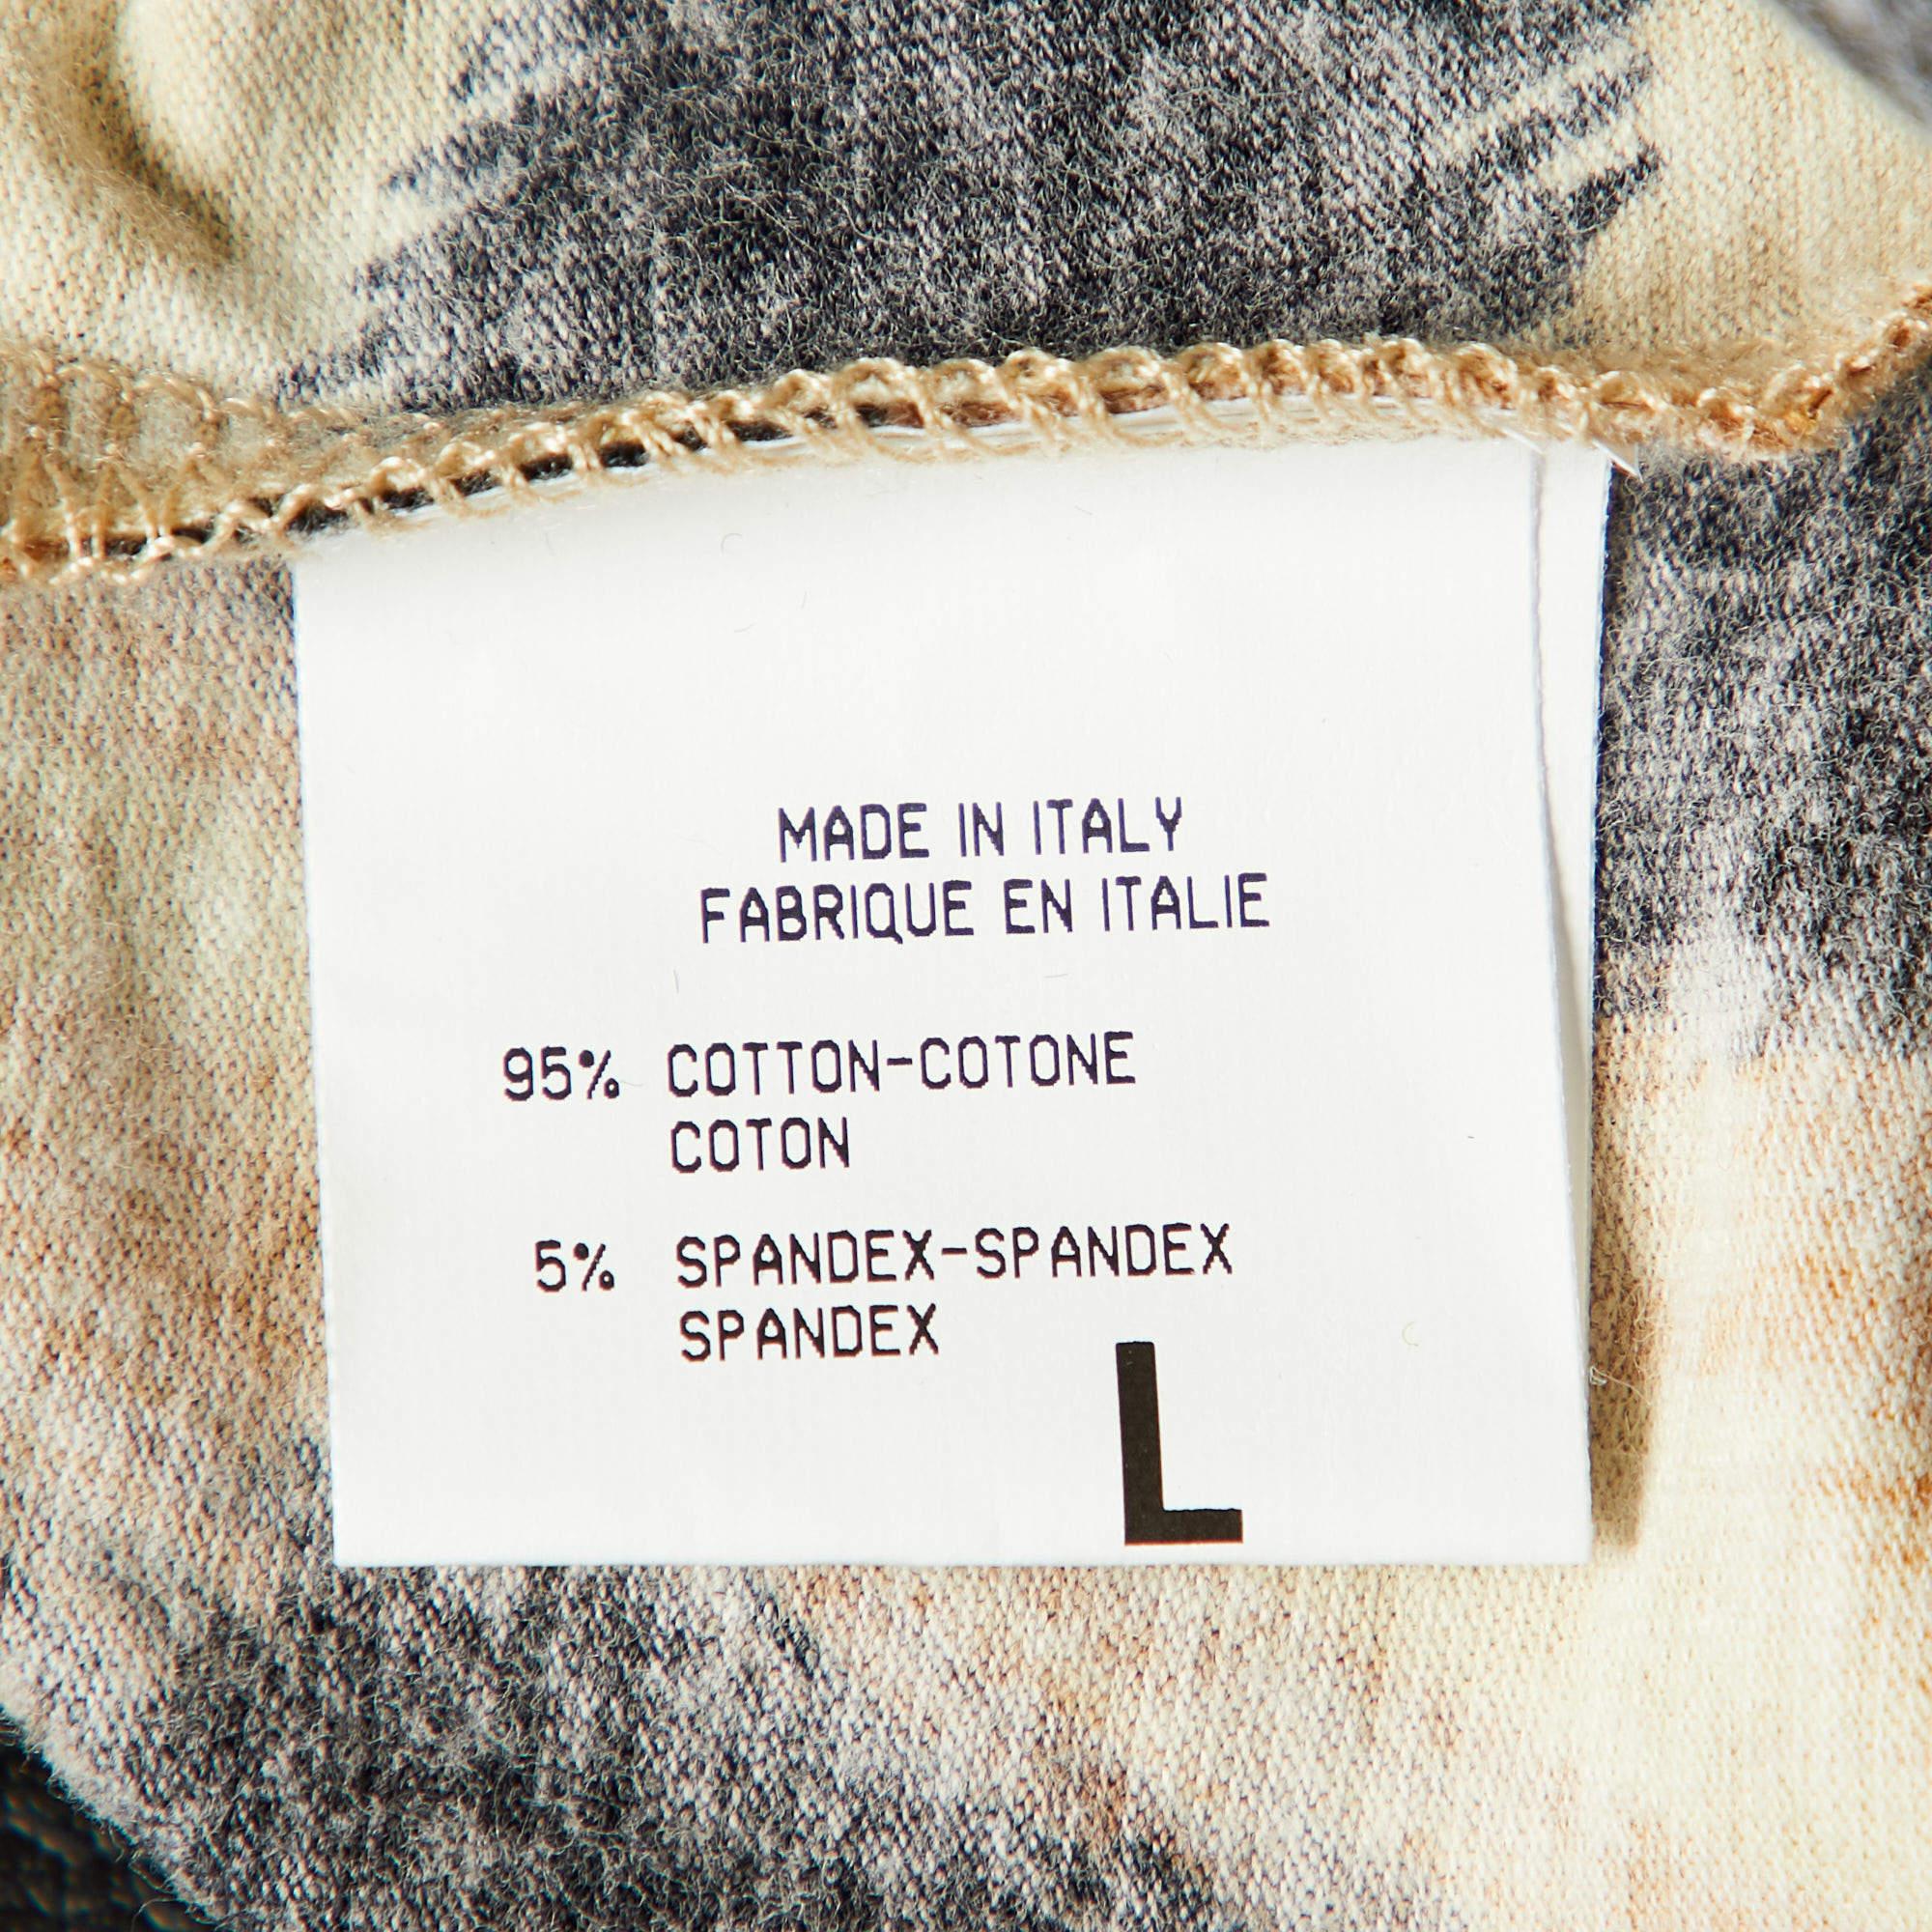 MADE IN ITALY
FABRIQUE EN ITALIE
95% COTTON-COTONE
COTON
5% SPANDEX-SPANDEX
SPANDEX
L